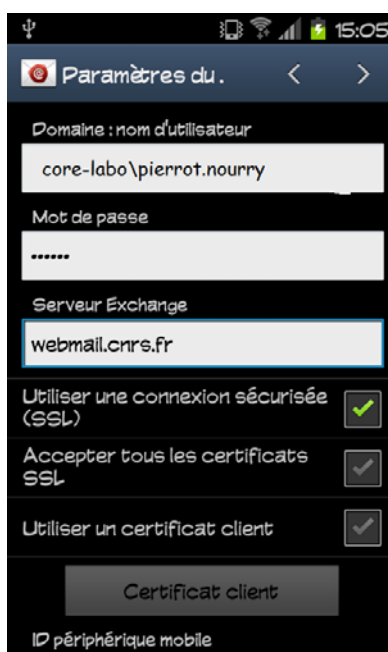 15:05
Paramètres du .
Domaine : nom d'utilisateur
core-labo\pierrot.nourry
Mot de passe
••••••
Serveur Exchange
webmail.cnrs.fr
Utiliser une connexion sécurisée
(SSL)
Accepter tous les certificats
SSL
Utiliser un certificat client
Certificat client
ID périphérique mobile